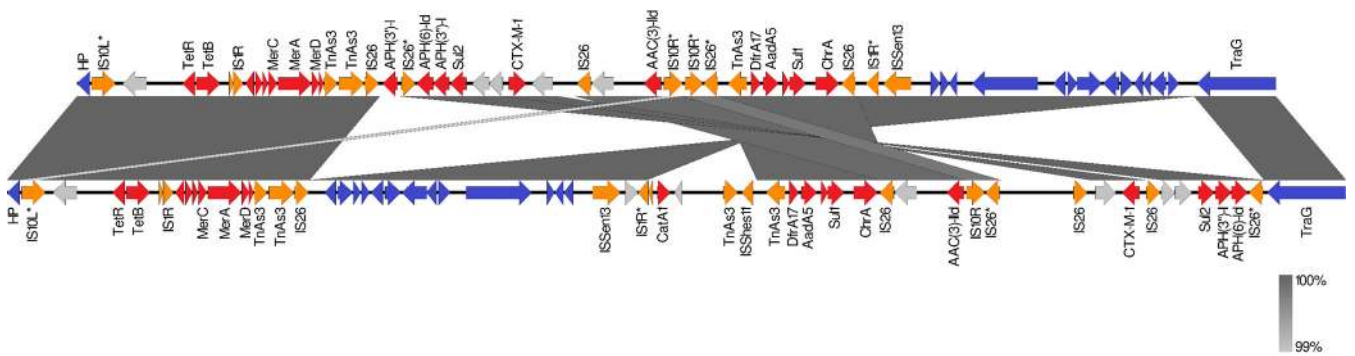 HP
IS10L*
TetR
TetB
IS1R
MerC
MerA
MerD
TnAs3
TnAs3
IS26
APH(3')-I
IS26*
APH(6)-Id
APH(3'')-I
Sul2
CTX-M-1
IS26
AAC(3)-IId
IS10R*
IS10R*
IS26*
TnAs3
DfrA17
AadA5
Sul1
ChrA
IS26
IS1R*
ISSen13
TraG
HP
IS10L*
TetR
TetB
IS1R
MerC
MerA
MerD
TnAs3
TnAs3
IS26
ISSen13
IS1R*
CatA1
TnAs3
ISShes11
TnAs3
DfrA17
AadA5
Sul1
ChrA
IS26
AAC(3)-IId
IS10R
IS26*
IS26
CTX-M-1
IS26
Sul2
APH(3'')-I
APH(6)-Id
IS26*
TraG
100%
99%